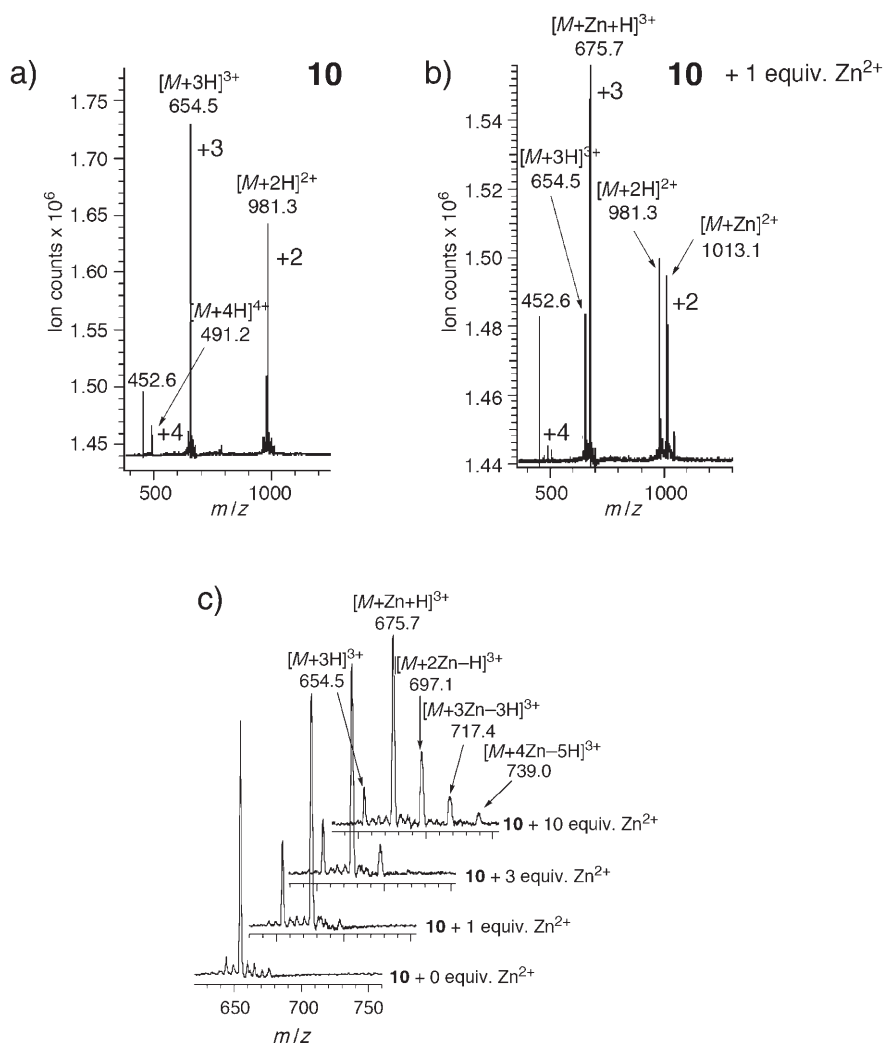 a)
10
[M+3H]3+
654.5
+3
[M+2H]2+
981.3
+2
[M+4H]4+
491.2
452.6
+4
1.75
1.70
1.65
1.60
1.55
1.50
1.45
Ion counts x 10⁶
500
1000
m/z
b)
10 + 1 equiv. Zn2+
[M+Zn+H]3+
675.7
+3
[M+3H]3+
654.5
[M+2H]2+
981.3
[M+Zn]2+
1013.1
+2
452.6
+4
1.54
1.52
1.50
1.48
1.46
1.44
Ion counts x 10⁶
500
1000
m/z
c)
[M+Zn+H]3+
675.7
[M+3H]3+
654.5
[M+2Zn–H]3+
697.1
[M+3Zn–3H]3+
717.4
[M+4Zn–5H]3+
739.0
10 + 10 equiv. Zn2+
10 + 3 equiv. Zn2+
10 + 1 equiv. Zn2+
10 + 0 equiv. Zn2+
650
700
750
m/z